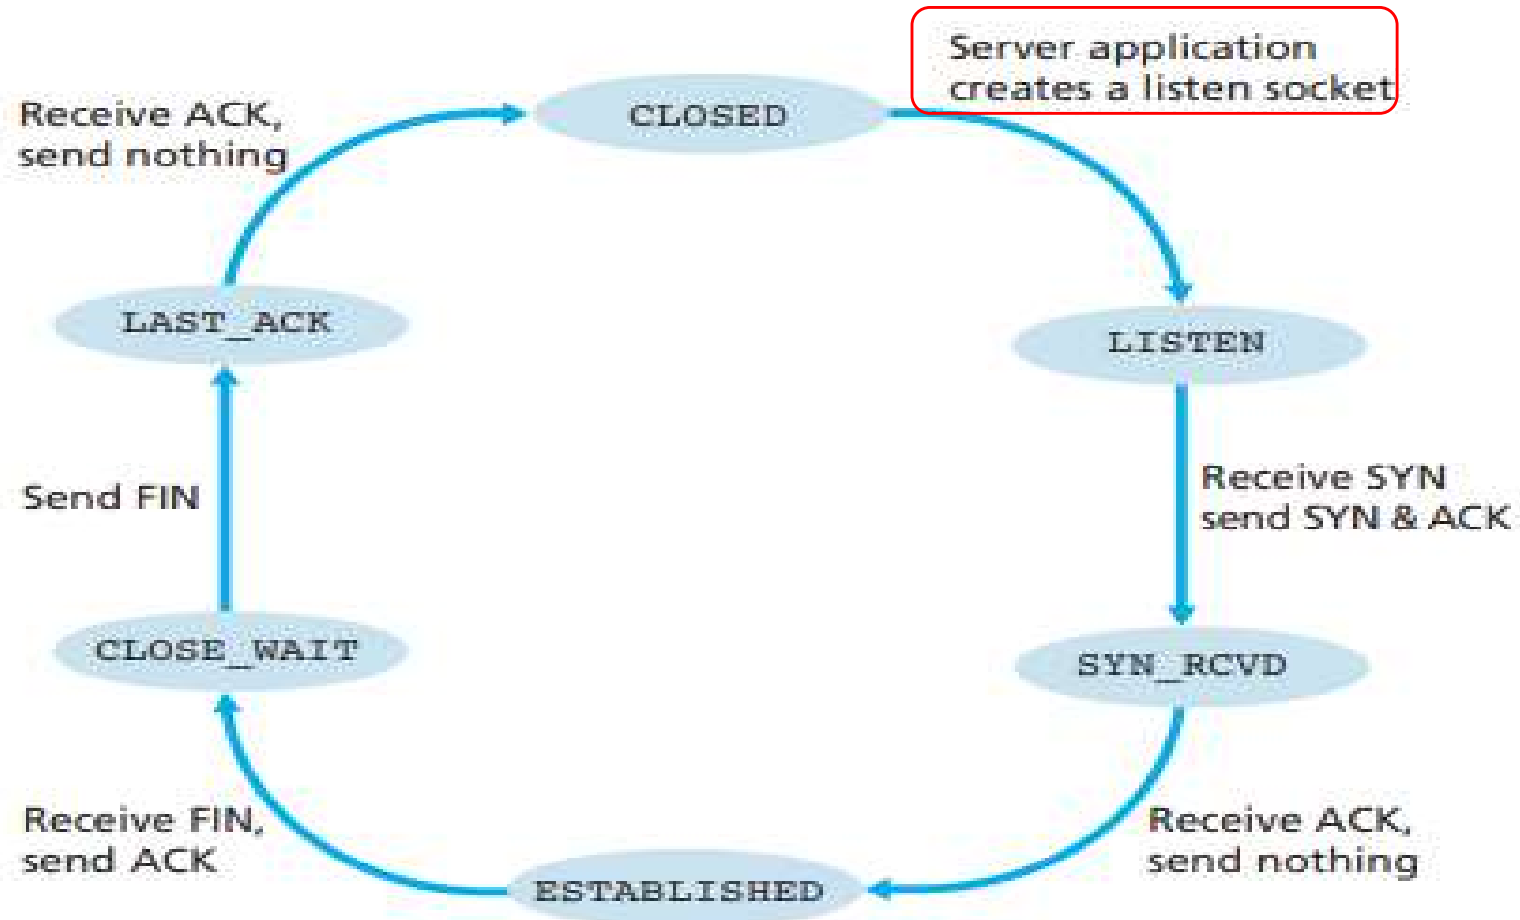 Server application
creates a listen socket
CLOSED
Receive ACK,
send nothing
LAST_ACK
LISTEN
Send FIN
Receive SYN
send SYN & ACK
CLOSE_WAIT
SYN_RCVD
Receive FIN,
send ACK
Receive ACK,
send nothing
ESTABLISHED